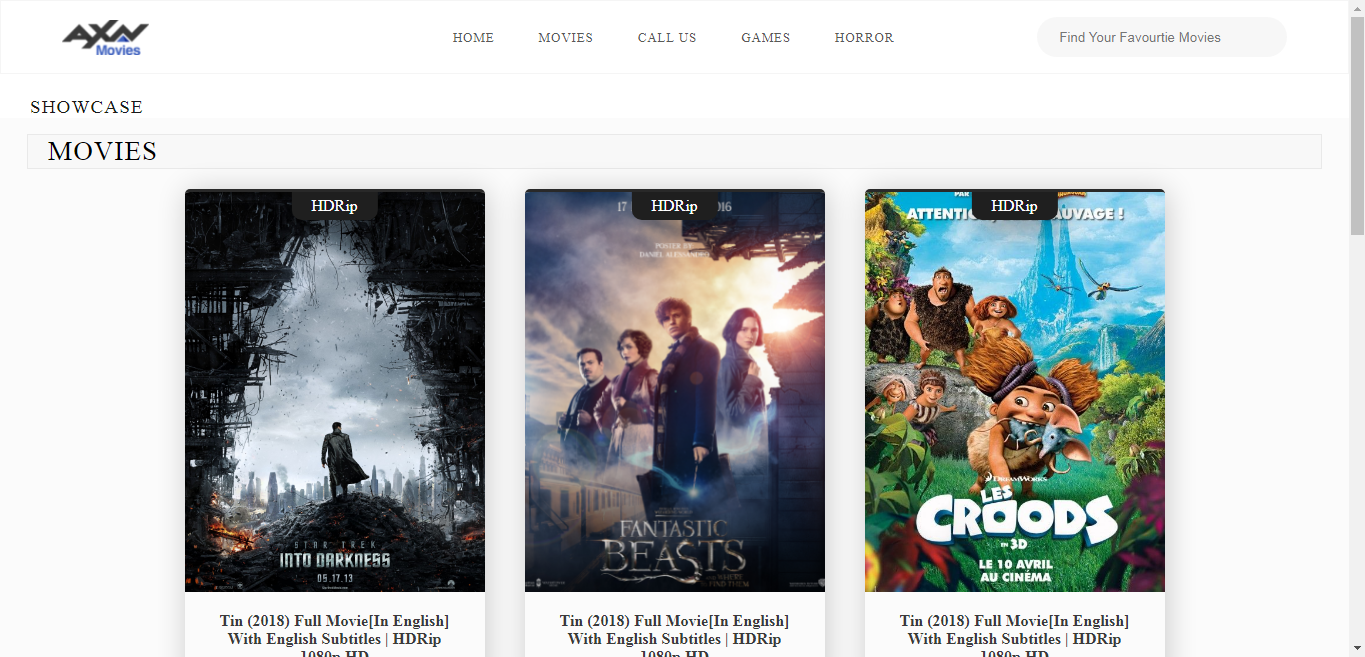 AXN
Movies
HOME MOVIES CALL US GAMES HORROR
Find Your Favourtie Movies
SHOWCASE
MOVIES
HDRip
STAR TREK
INTO DARKNESS
05.17.13
Tin (2018) Full Movie[In English]
With English Subtitles | HDRip
1080p HD
HDRip
17
2016
POSTER BY
DANIEL ALESSANDRO
FANTASTIC
BEASTS
AND WHERE
TO FIND THEM
Tin (2018) Full Movie[In English]
With English Subtitles | HDRip
1080p HD
HDRip
PAR
ATTENTI
AUVAGE !
DREAMWORKS
LES
CROODS
EN 3D
LE 10 AVRIL
AU CINÉMA
Tin (2018) Full Movie[In English]
With English Subtitles | HDRip
1080p HD